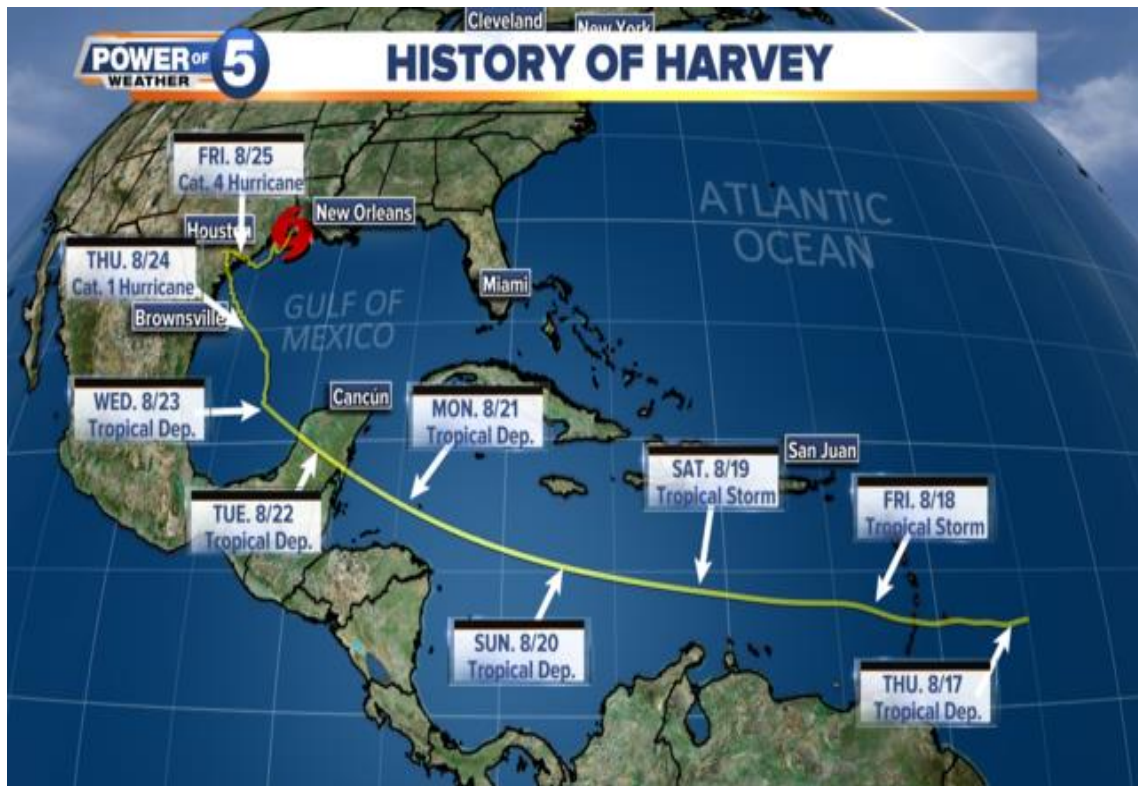 Cleveland
New York
POWER OF 5
WEATHER
HISTORY OF HARVEY
FRI. 8/25
Cat. 4 Hurricane
New Orleans
Houston
ATLANTIC
OCEAN
THU. 8/24
Cat. 1 Hurricane
Miami
GULF OF
MEXICO
Brownsville
WED. 8/23
Tropical Dep.
Cancún
MON. 8/21
Tropical Dep.
San Juan
SAT. 8/19
Tropical Storm
FRI. 8/18
Tropical Storm
TUE. 8/22
Tropical Dep.
SUN. 8/20
Tropical Dep.
THU. 8/17
Tropical Dep.